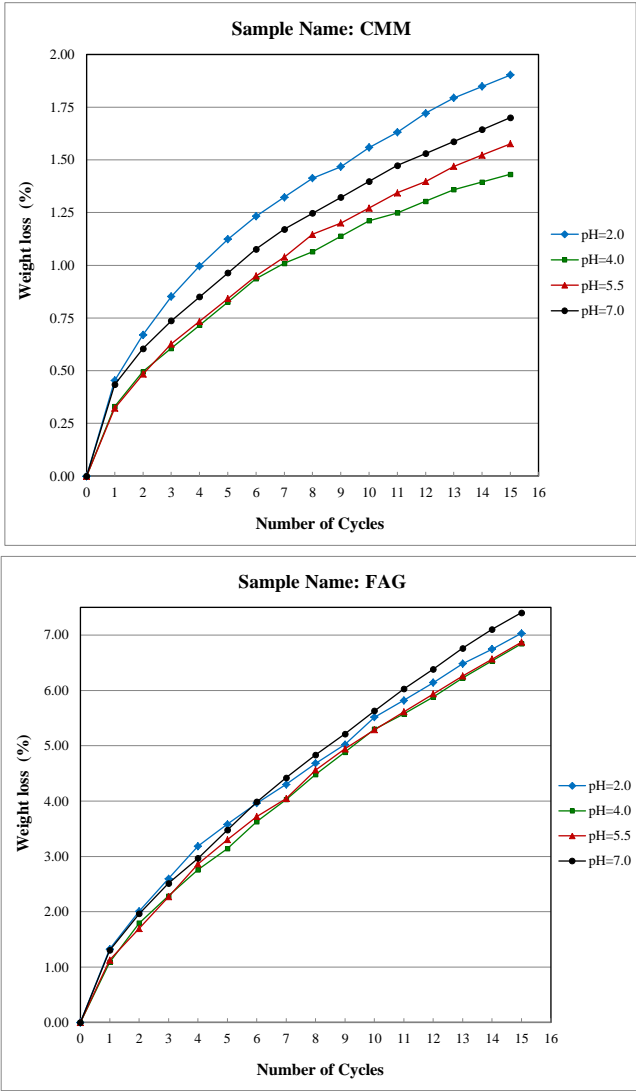 Sample Name: CMM
2.00
1.75
1.50
1.25
1.00
0.75
0.50
0.25
0.00
Weight loss (%)
0 1 2 3 4 5 6 7 8 9 10 11 12 13 14 15 16
Number of Cycles
pH=2.0
pH=4.0
pH=5.5
pH=7.0
Sample Name: FAG
7.00
6.00
5.00
4.00
3.00
2.00
1.00
0.00
Weight loss (%)
0 1 2 3 4 5 6 7 8 9 10 11 12 13 14 15 16
Number of Cycles
pH=2.0
pH=4.0
pH=5.5
pH=7.0